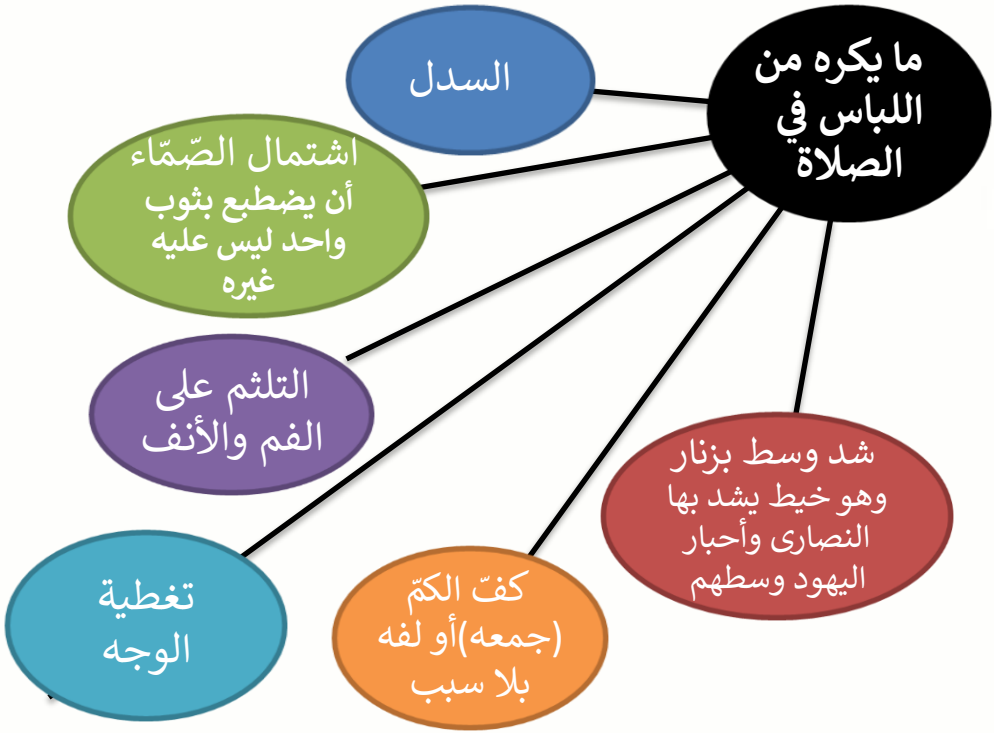 ما يكره من
اللباس في
الصلاة
السدل
اشتمال الصّمّاء
أن يضطبع بثوب
واحد ليس عليه
غيره
التلثم على
الفم والأنف
تغطية
الوجه
كفّ الكمّ
(جمعه)أو لفه
بلا سبب
شد وسط بزنار
وهو خيط يشد بها
النصارى وأحبار
اليهود وسطهم